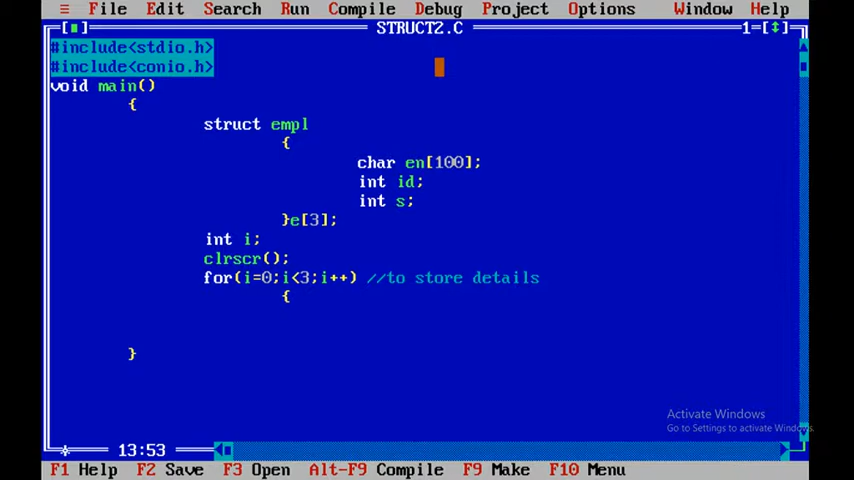 ≡ File Edit Search Run Compile Debug Project Options Window Help
[■] STRUCT2.C 1=[↕]
#include<stdio.h>
#include<conio.h>
void main()
{
struct empl
{
char en[100];
int id;
int s;
}e[3];
int i;
clrscr();
for(i=0;i<3;i++) //to store details
{
}
Activate Windows
Go to Settings to activate Windows.
13:53
F1 Help F2 Save F3 Open Alt-F9 Compile F9 Make F10 Menu